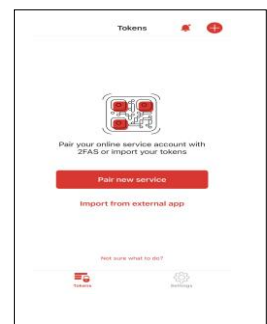 Tokens
Pair your online service account with
2FAS or import your tokens
Pair new service
Import from external app
Not sure what to do?
Tokens
Settings